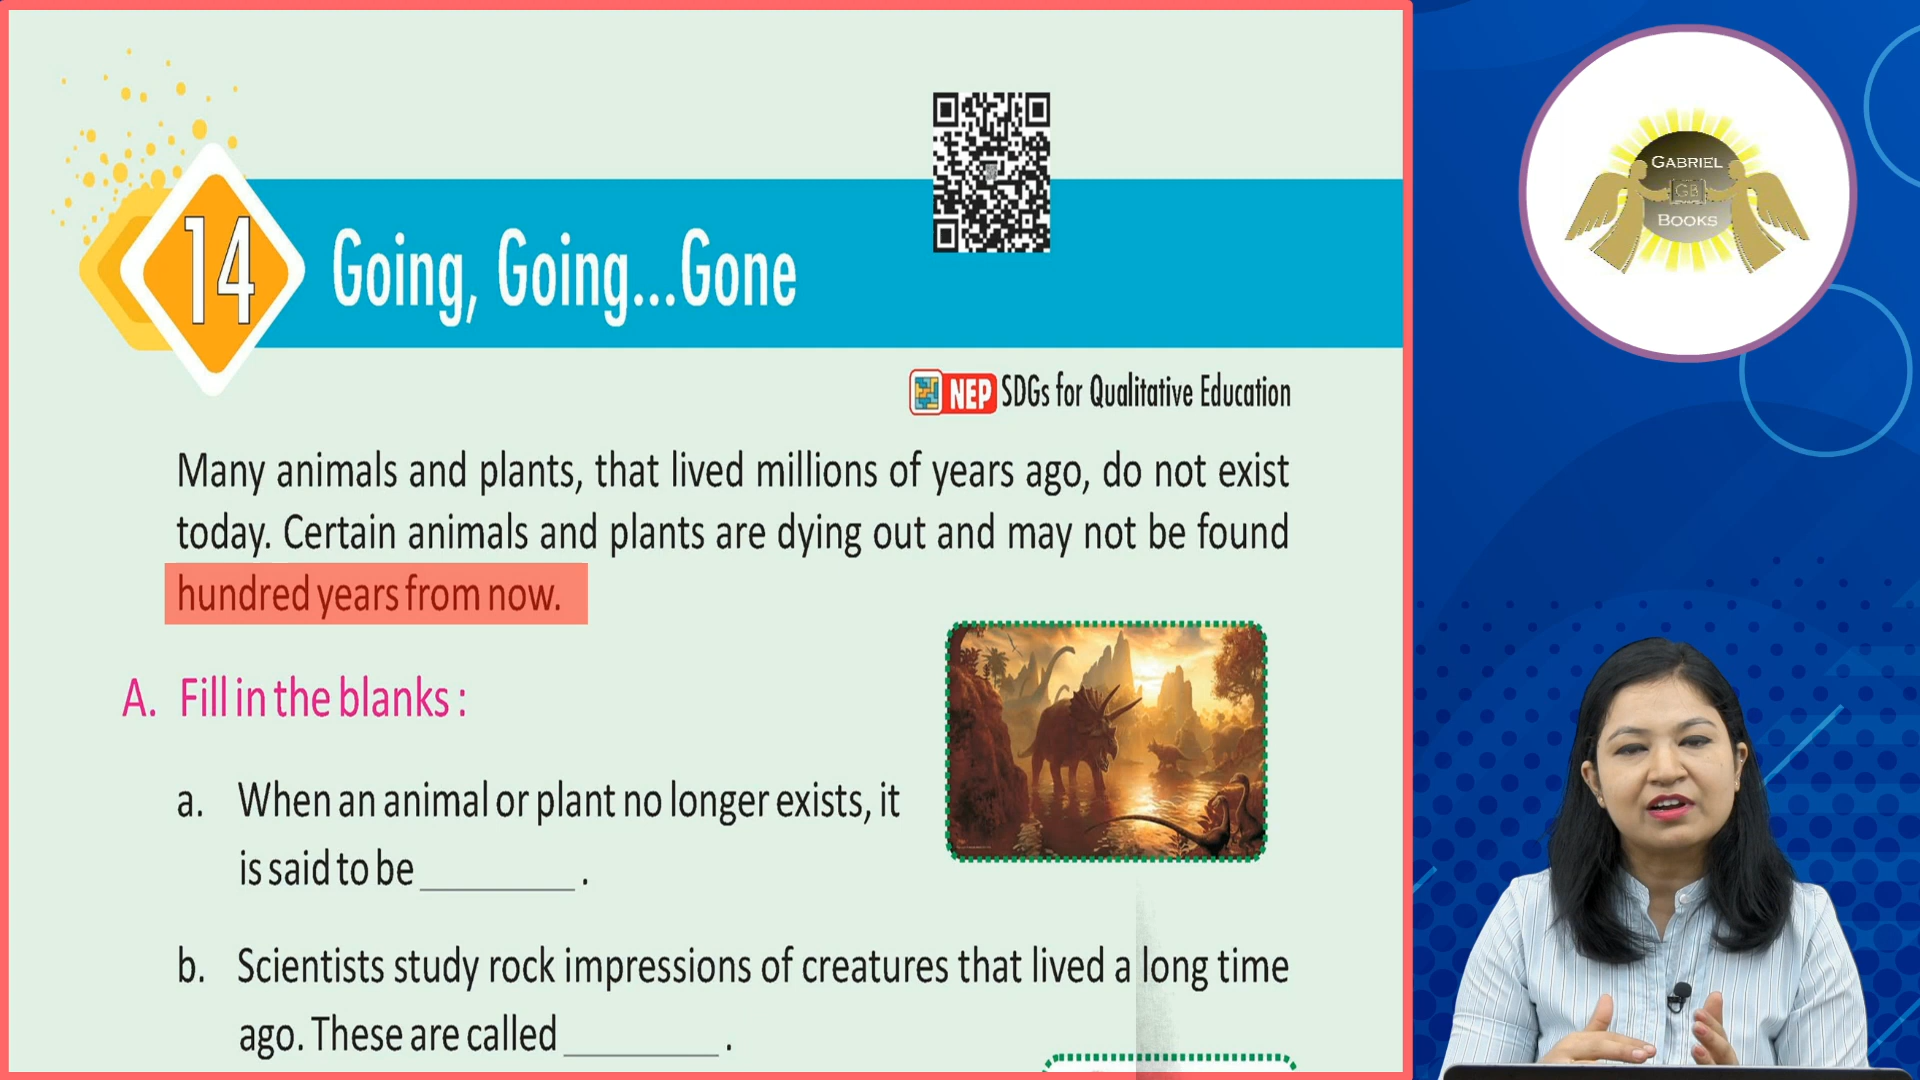 14
Going, Going...Gone
NEP SDGs for Qualitative Education
Many animals and plants, that lived millions of years ago, do not exist
today. Certain animals and plants are dying out and may not be found
hundred years from now.
A. Fill in the blanks :
a. When an animal or plant no longer exists, it
is said to be _________ .
b. Scientists study rock impressions of creatures that lived a long time
ago. These are called _________ .
GABRIEL
GB
BOOKS